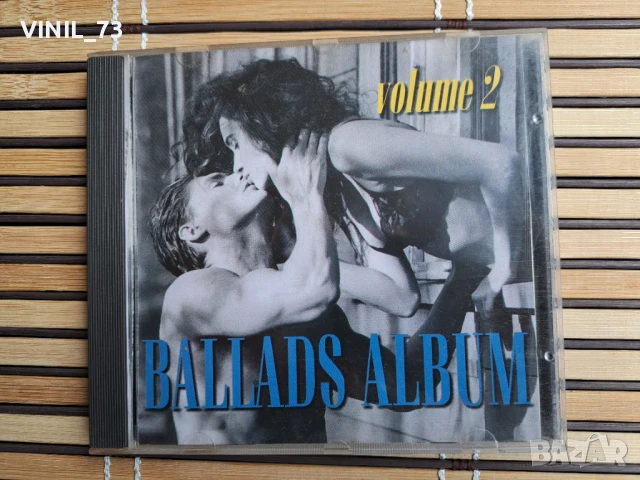 VINIL_73
volume 2
BALLADS ALBUM
BAZAR